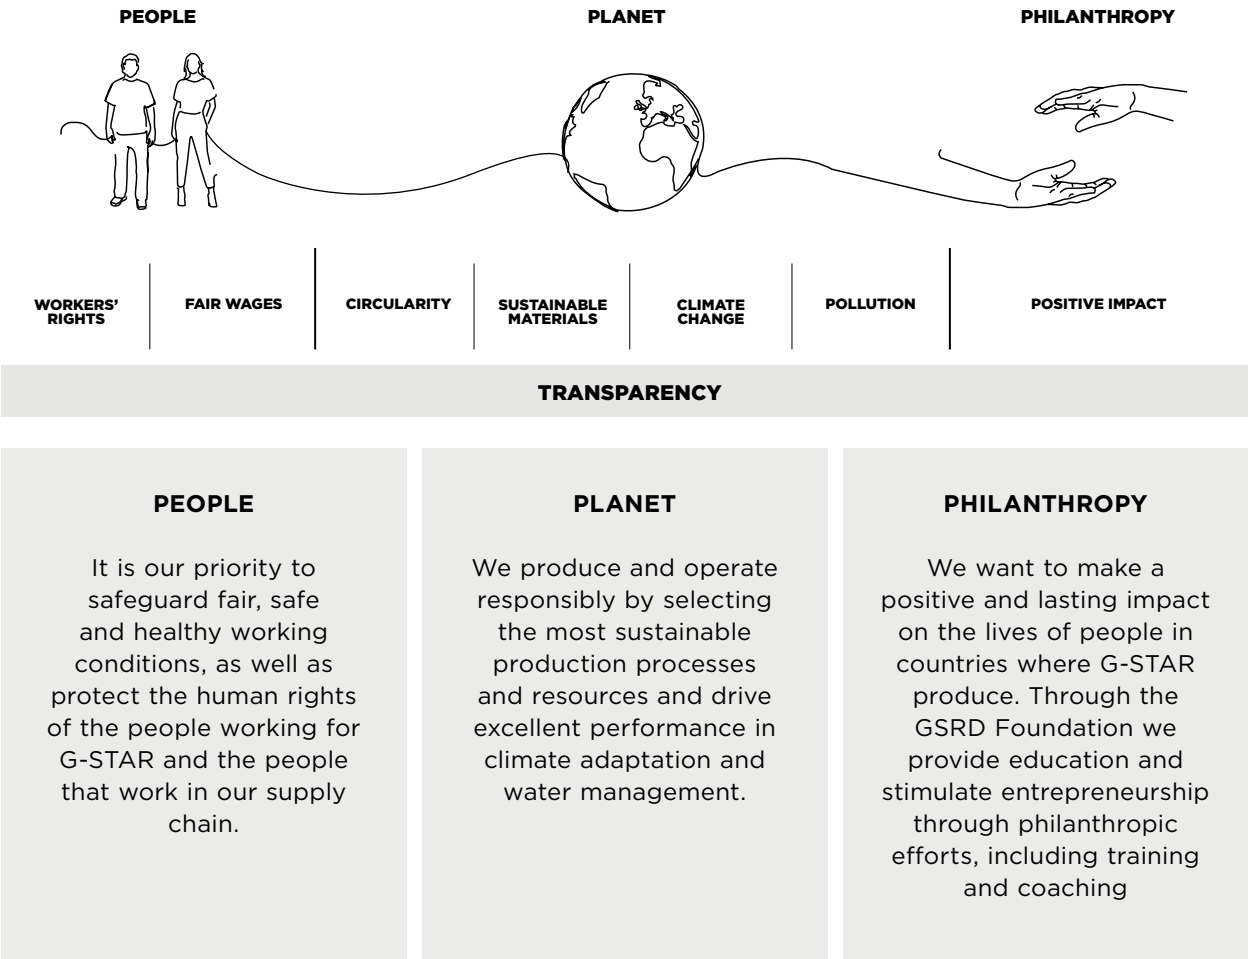 PEOPLE
PLANET
PHILANTHROPY
WORKERS'
RIGHTS
FAIR WAGES
CIRCULARITY
SUSTAINABLE
MATERIALS
CLIMATE
CHANGE
POLLUTION
POSITIVE IMPACT
TRANSPARENCY
PEOPLE
It is our priority to
safeguard fair, safe
and healthy working
conditions, as well as
protect the human rights
of the people working for
G-STAR and the people
that work in our supply
chain.
PLANET
We produce and operate
responsibly by selecting
the most sustainable
production processes
and resources and drive
excellent performance in
climate adaptation and
water management.
PHILANTHROPY
We want to make a
positive and lasting impact
on the lives of people in
countries where G-STAR
produce. Through the
GSRD Foundation we
provide education and
stimulate entrepreneurship
through philanthropic
efforts, including training
and coaching